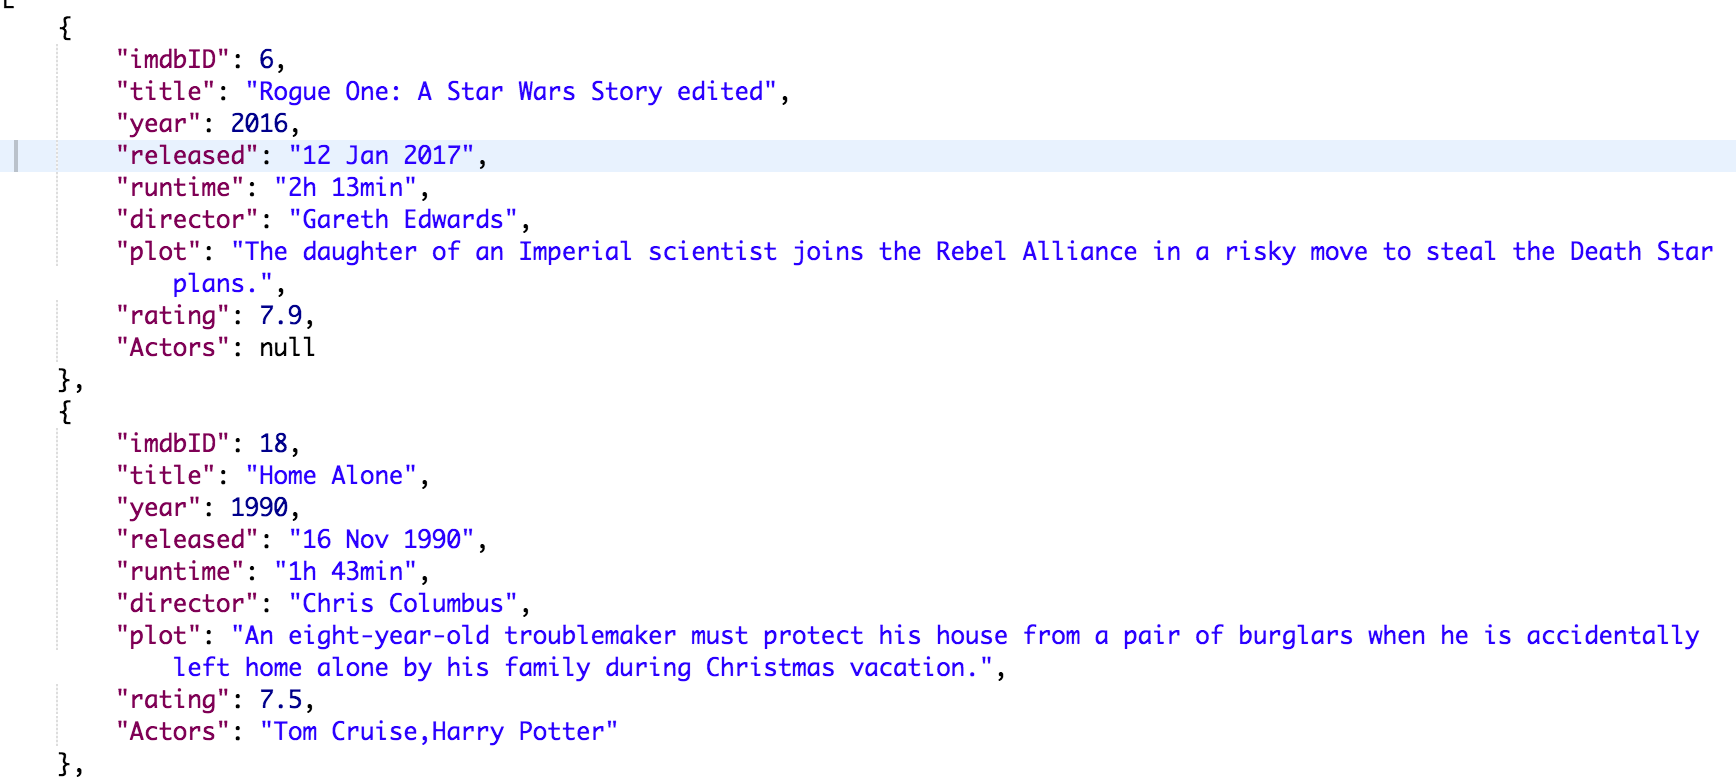 [
{
"imdbID": 6,
"title": "Rogue One: A Star Wars Story edited",
"year": 2016,
"released": "12 Jan 2017",
"runtime": "2h 13min",
"director": "Gareth Edwards",
"plot": "The daughter of an Imperial scientist joins the Rebel Alliance in a risky move to steal the Death Star
plans.",
"rating": 7.9,
"Actors": null
},
{
"imdbID": 18,
"title": "Home Alone",
"year": 1990,
"released": "16 Nov 1990",
"runtime": "1h 43min",
"director": "Chris Columbus",
"plot": "An eight-year-old troublemaker must protect his house from a pair of burglars when he is accidentally
left home alone by his family during Christmas vacation.",
"rating": 7.5,
"Actors": "Tom Cruise,Harry Potter"
},